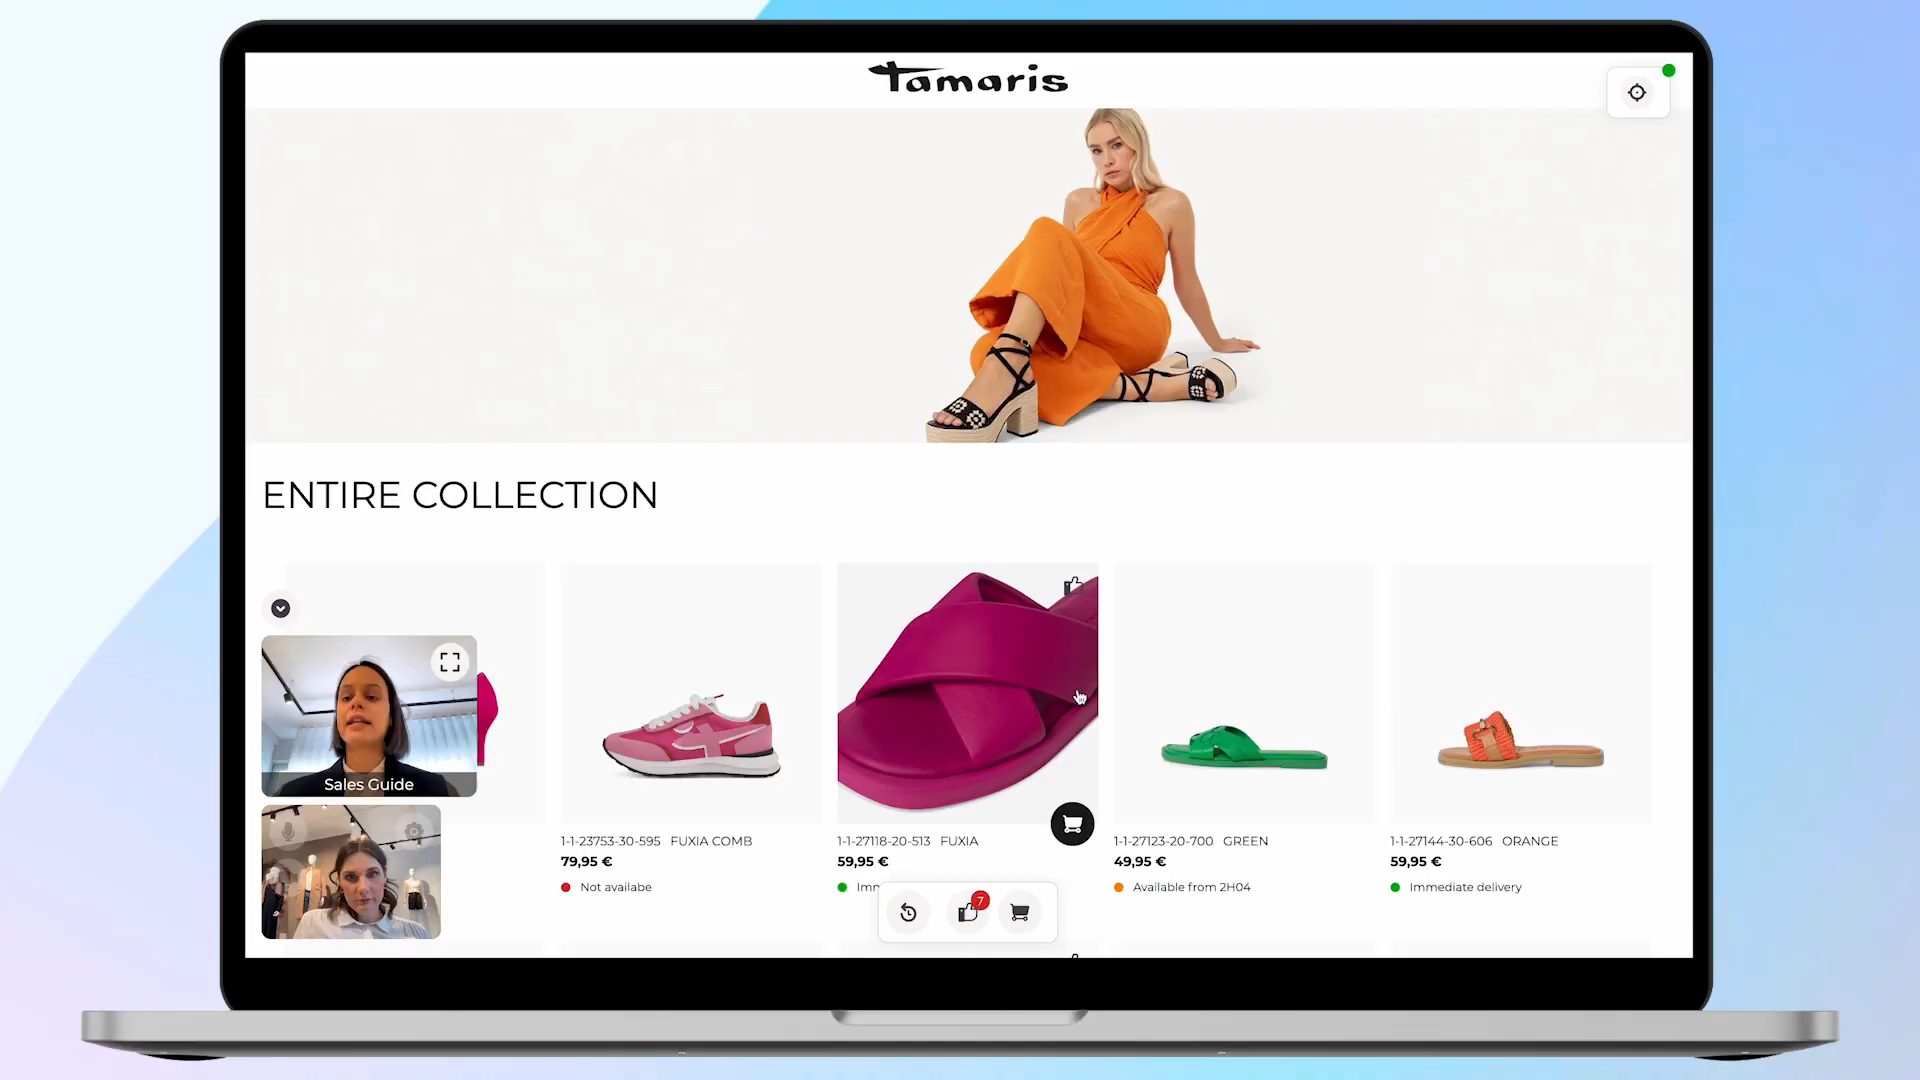 Tamaris
ENTIRE COLLECTION
Sales Guide
1-1-23753-30-595 FUXIA COMB
79,95 €
Not availabe
1-1-27118-20-513 FUXIA
59,95 €
Imm
1-1-27123-20-700 GREEN
49,95 €
Available from 2H04
1-1-27144-30-606 ORANGE
59,95 €
Immediate delivery
7